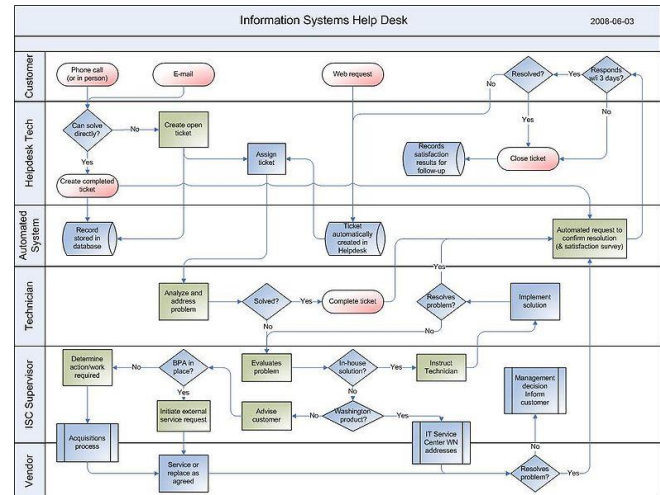 Information Systems Help Desk
2008-06-03
Customer
Phone call
(or in person)
E-mail
Web request
Resolved?
Yes
Responds
w/i 3 days?
No
Yes
No
Helpdesk Tech
Can solve
directly?
No
Create open
ticket
Assign
ticket
Records
satisfaction
results for
follow-up
Close ticket
Yes
Create completed
ticket
Automated
System
Record
stored in
database
Ticket
automatically
created in
Helpdesk
Automated request to
confirm resolution
(& satisfaction survey)
Yes
Technician
Analyze and
address
problem
Solved?
Yes
Complete ticket
Resolves
problem?
Implement
solution
No
No
ISC Supervisor
Determine
action/work
required
No
BPA in
place?
Evaluates
problem
In-house
solution?
Yes
Instruct
Technician
Management
decision
Inform
customer
Yes
No
Initiate external
service request
Advise
customer
No
Washington
product?
Yes
Acquisitions
process
IT Service
Center WN
addresses
No
Vendor
Service or
replace as
agreed
Resolves
problem?
Yes